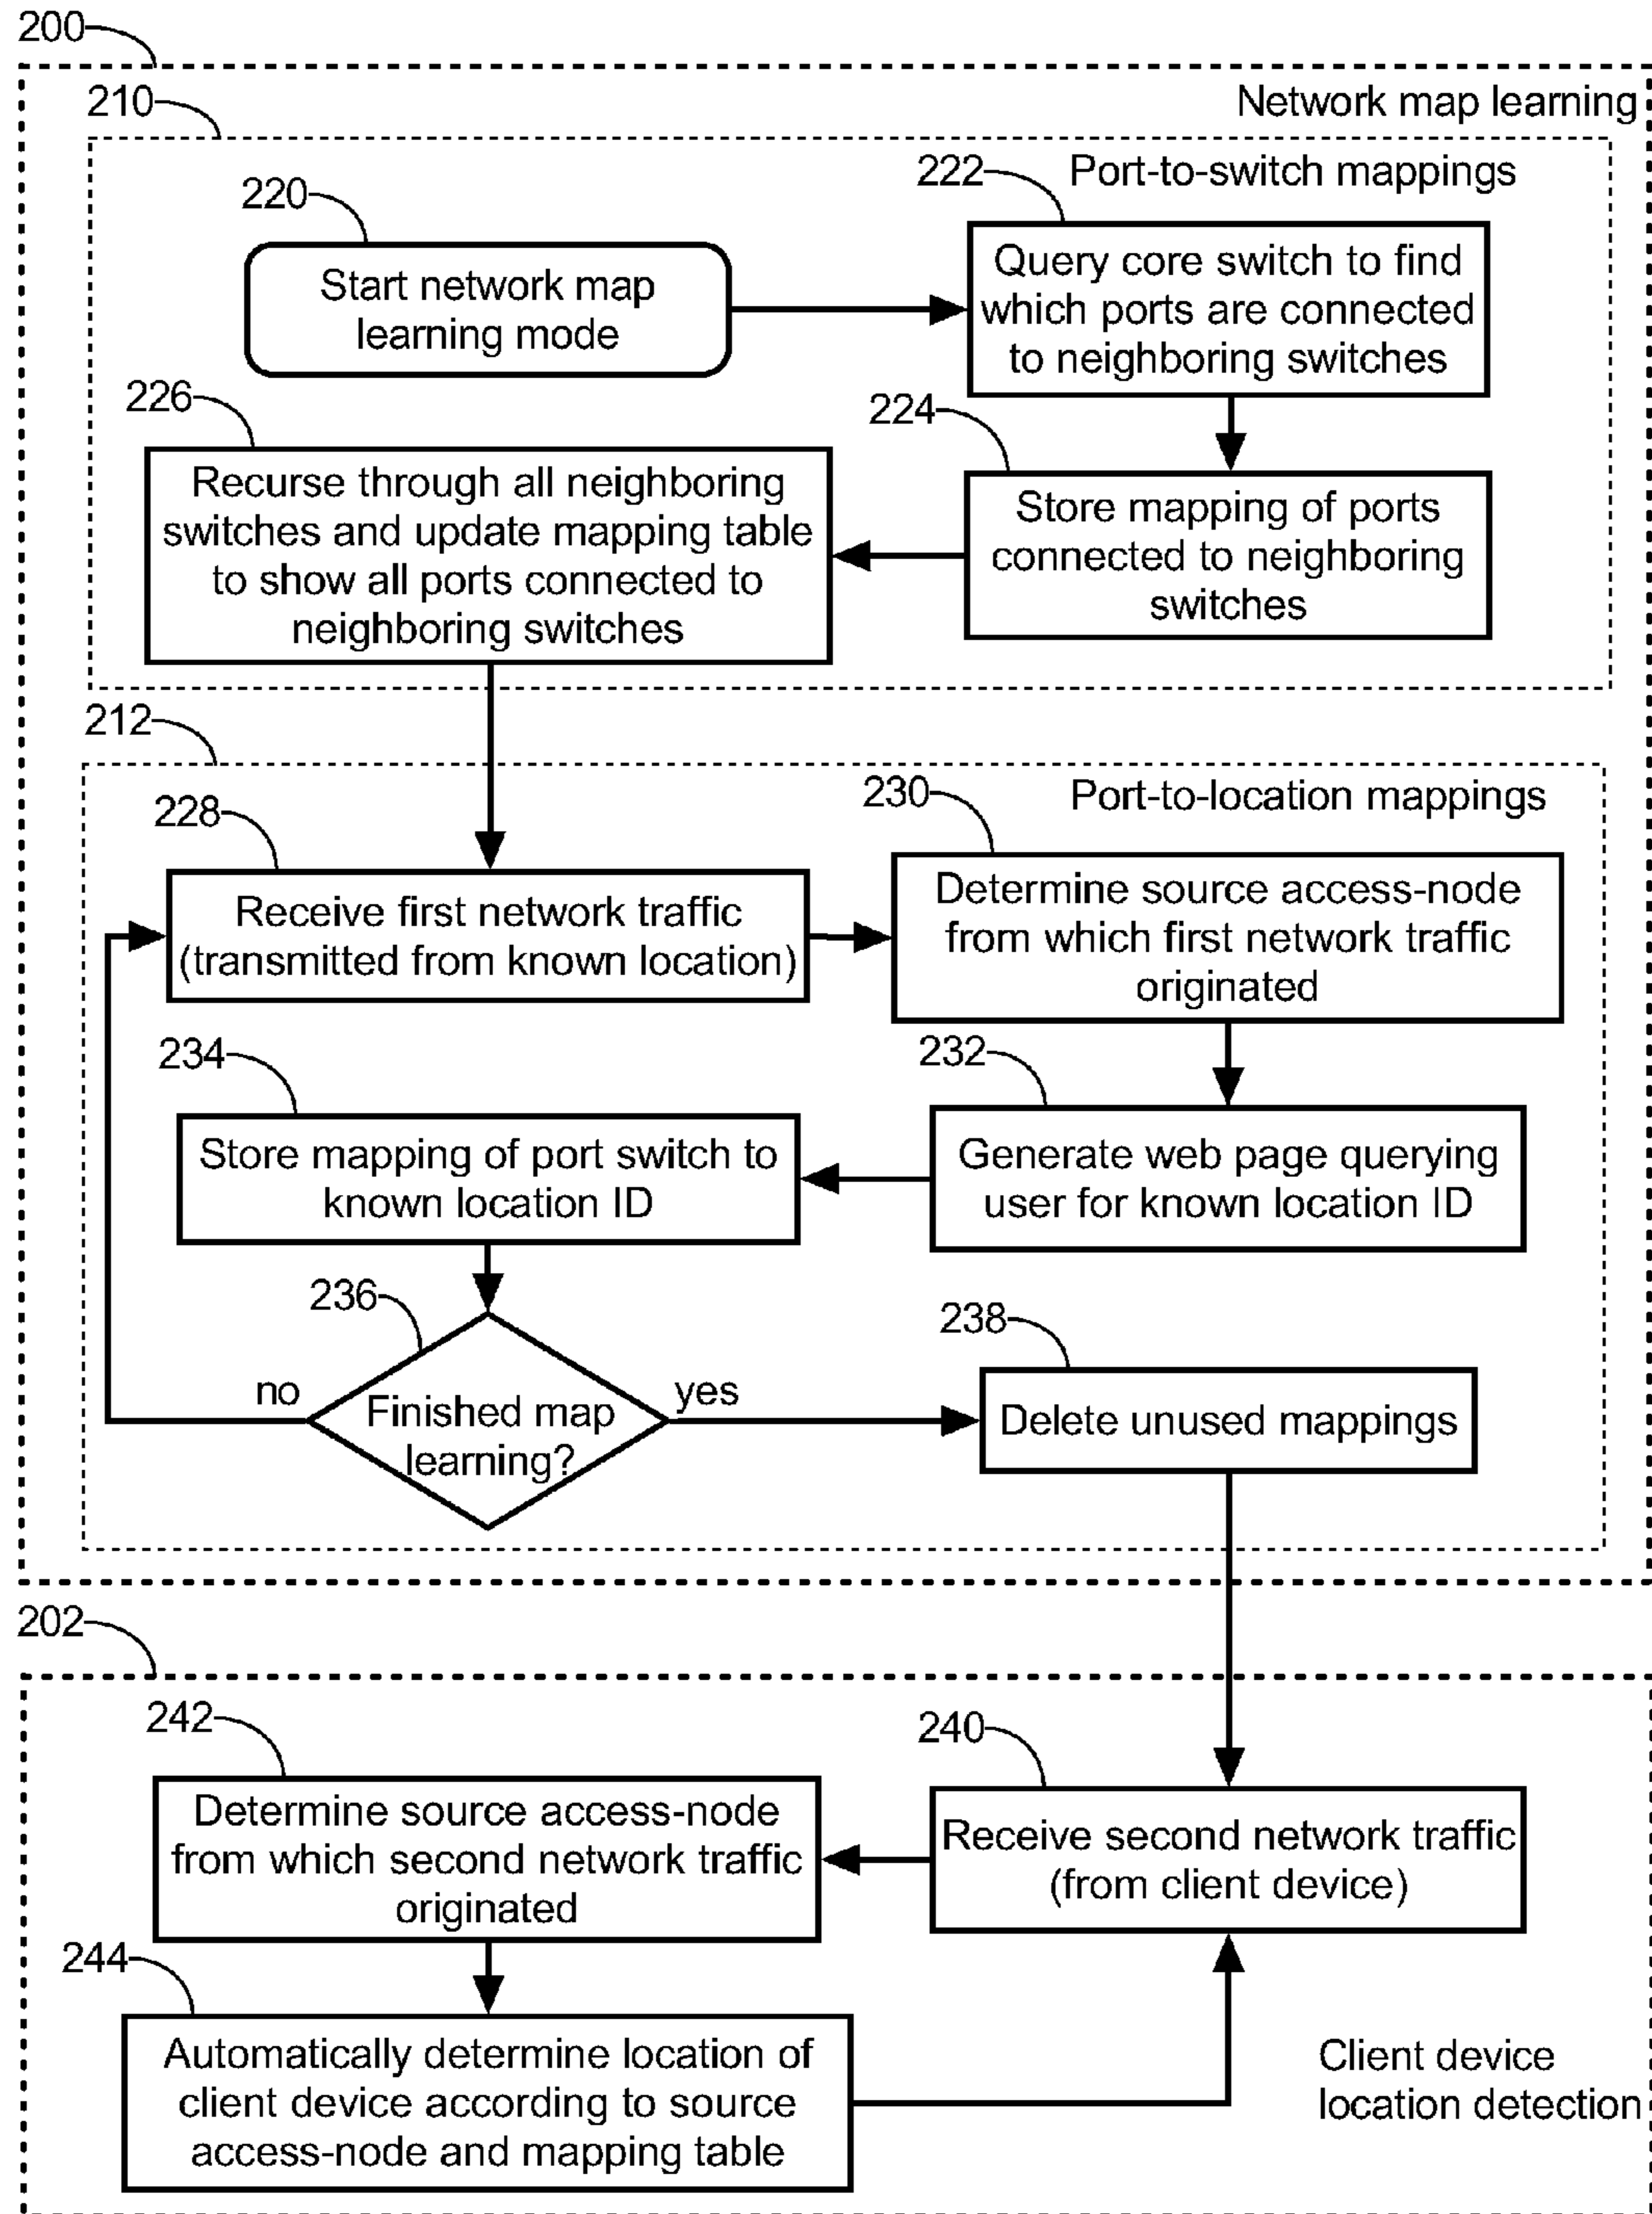 200
210
Network map learning
220
222
Port-to-switch mappings
Start network map
learning mode
Query core switch to find
which ports are connected
to neighboring switches
226
224
Recurse through all neighboring
switches and update mapping table
to show all ports connected to
neighboring switches
Store mapping of ports
connected to neighboring
switches
212
228
230
Port-to-location mappings
Receive first network traffic
(transmitted from known location)
Determine source access-node
from which first network traffic
originated
234
232
Store mapping of port switch to
known location ID
Generate web page querying
user for known location ID
236
238
no
Finished map
learning?
yes
Delete unused mappings
202
242
240
Determine source access-node
from which second network traffic
originated
Receive second network traffic
(from client device)
244
Automatically determine location of
client device according to source
access-node and mapping table
Client device
location detection